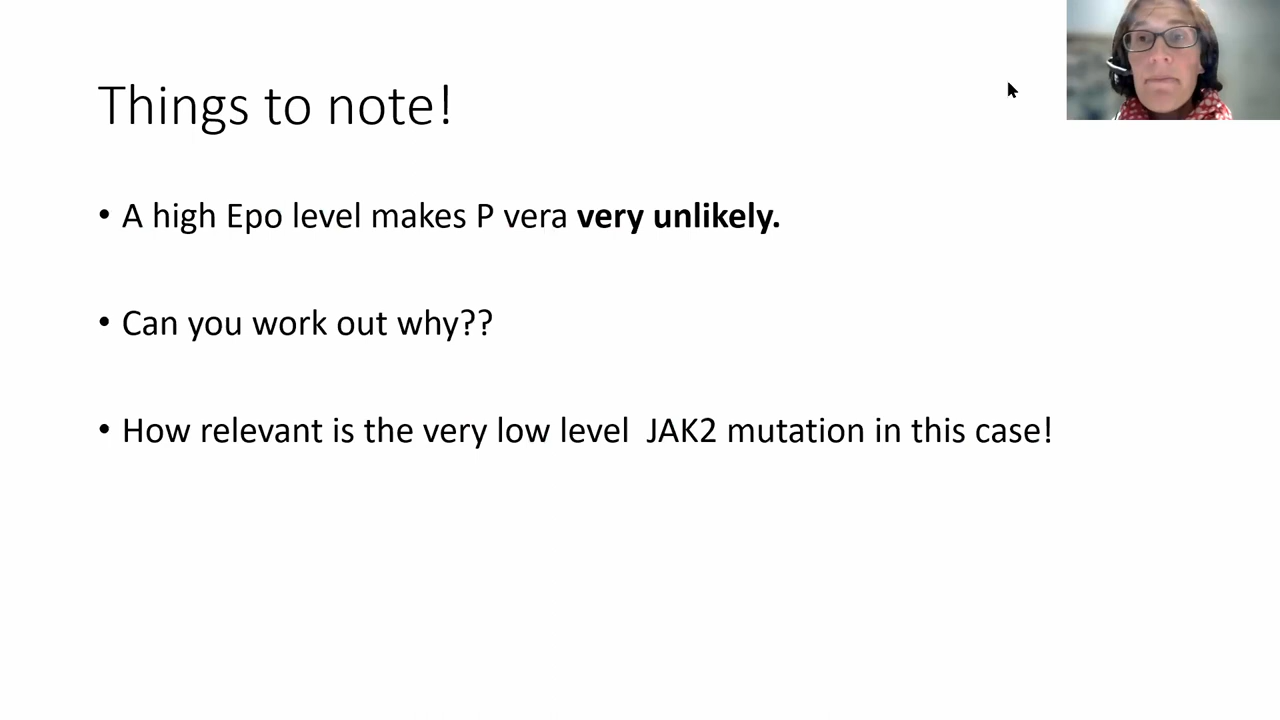 Things to note!
• A high Epo level makes P vera very unlikely.
• Can you work out why??
• How relevant is the very low level  JAK2 mutation in this case!